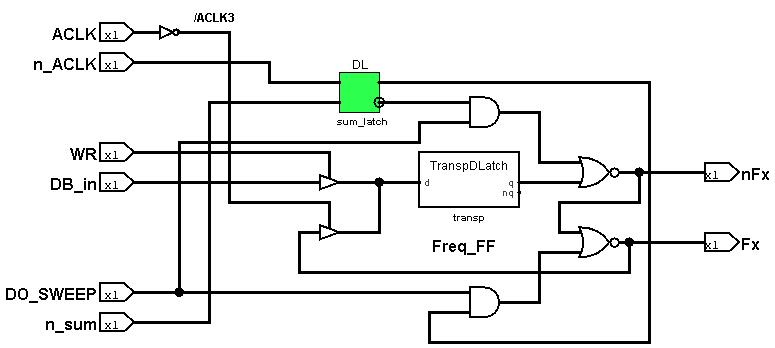 /ACLK3
ACLK x1
n_ACLK x1
DL
sum_latch
WR x1
DB_in x1
TranspDLatch
d q
nq
transp
x1 nFx
Freq_FF
x1 Fx
DO_SWEEP x1
n_sum x1